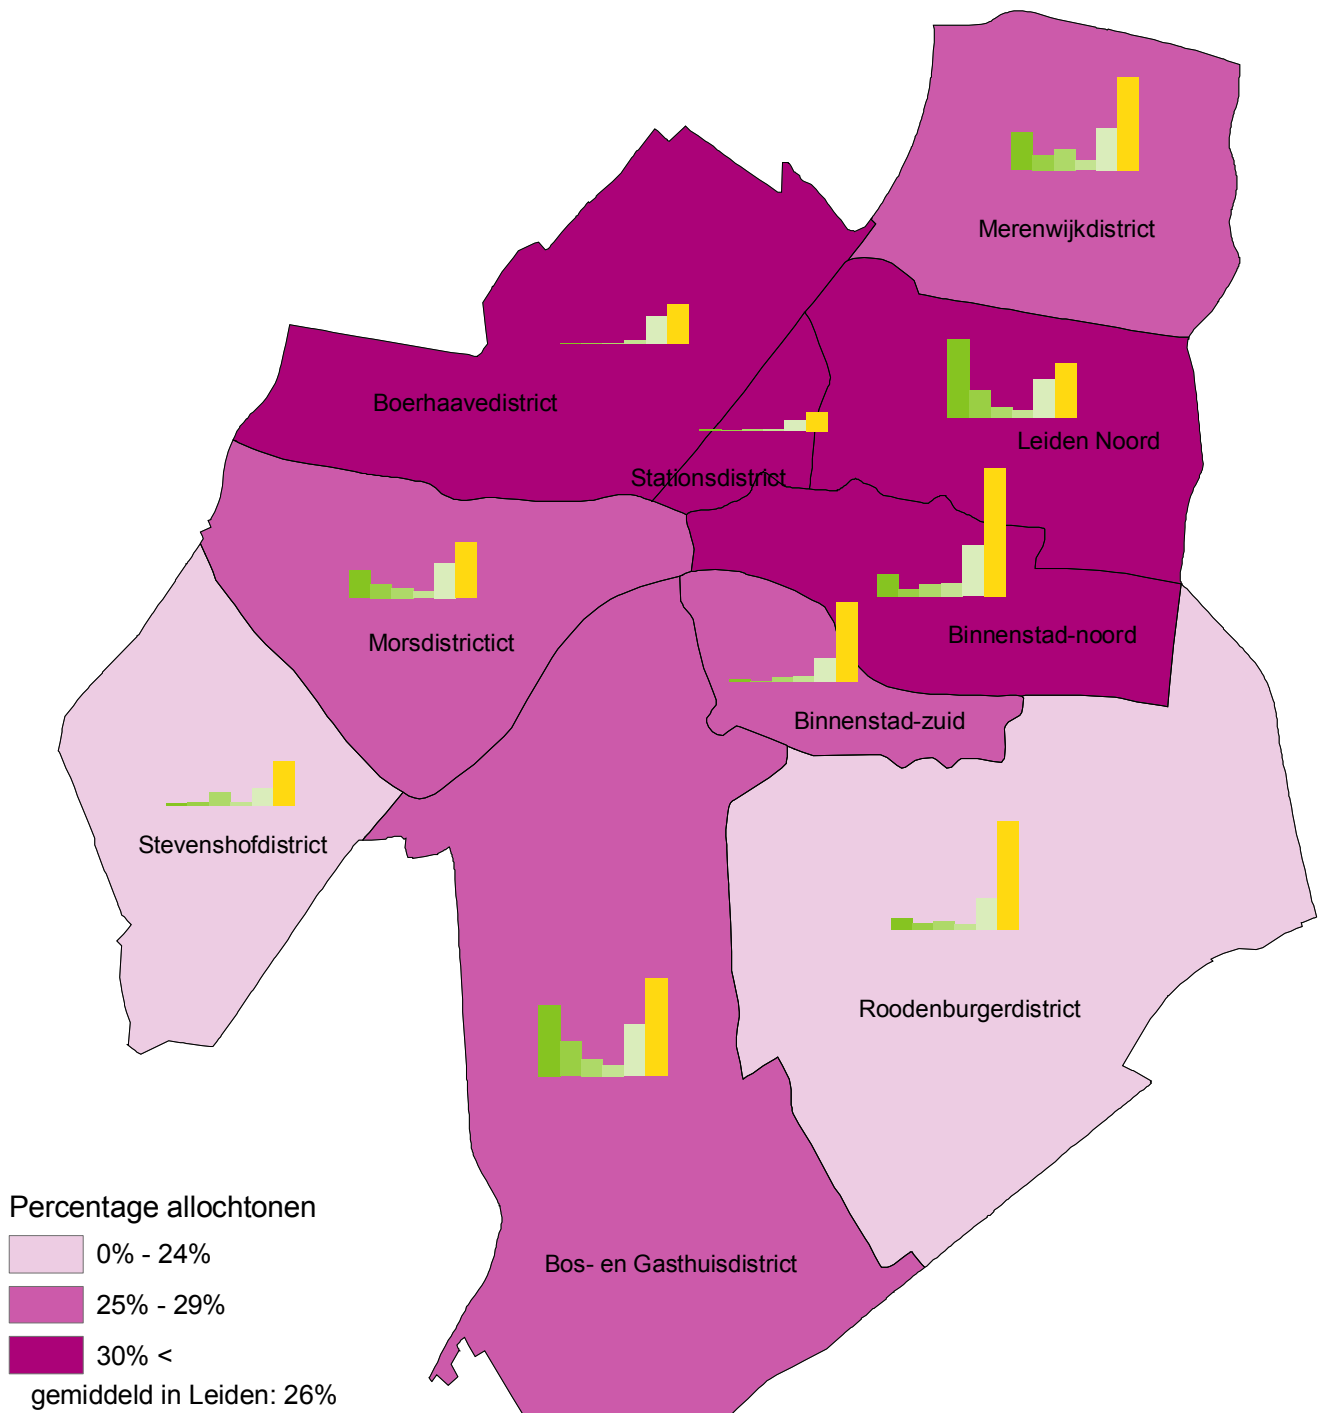 Merenwijkdistrict
Boerhaavedistrict
Leiden Noord
Stationsdistrict
Binnenstad-noord
Morsdistrictict
Binnenstad-zuid
Stevenshofdistrict
Roodenburgerdistrict
Bos- en Gasthuisdistrict
Percentage allochtonen
0% - 24%
25% - 29%
30% <
gemiddeld in Leiden: 26%